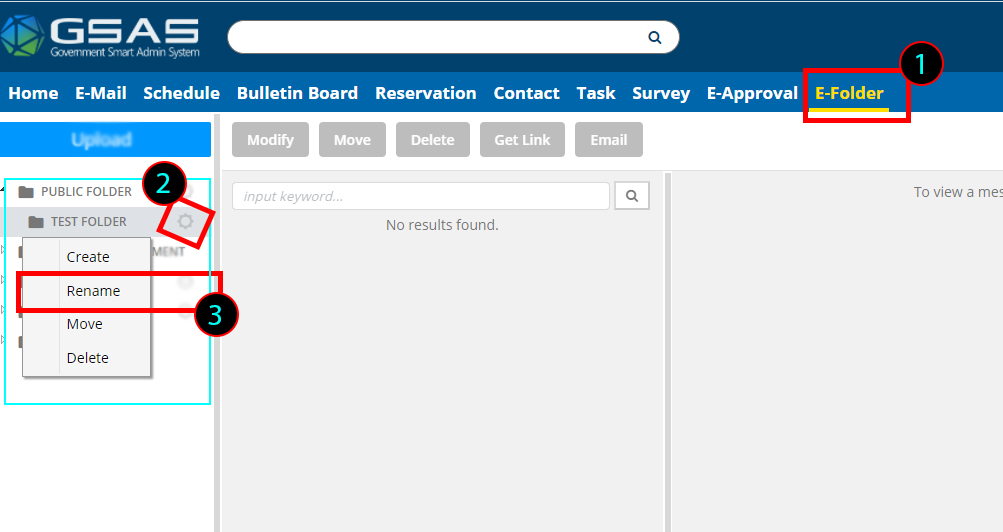 GSAS
Government Smart Admin System
1
Home E-Mail Schedule Bulletin Board Reservation Contact Task Survey E-Approval E-Folder
Upload
Modify Move Delete Get Link Email
2
PUBLIC FOLDER
input keyword...
To view a mes
TEST FOLDER
No results found.
MENT
Create
Rename
3
Move
Delete